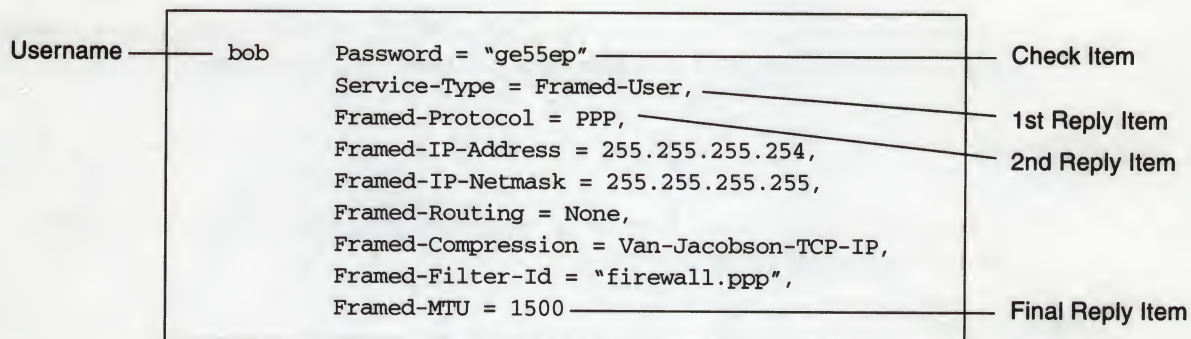 Username bob Password = "ge55ep" Check Item
Service-Type = Framed-User,
1st Reply Item
Framed-Protocol = PPP,
2nd Reply Item
Framed-IP-Address = 255.255.255.254,
Framed-IP-Netmask = 255.255.255.255,
Framed-Routing = None,
Framed-Compression = Van-Jacobson-TCP-IP,
Framed-Filter-Id = "firewall.ppp",
Framed-MTU = 1500 Final Reply Item